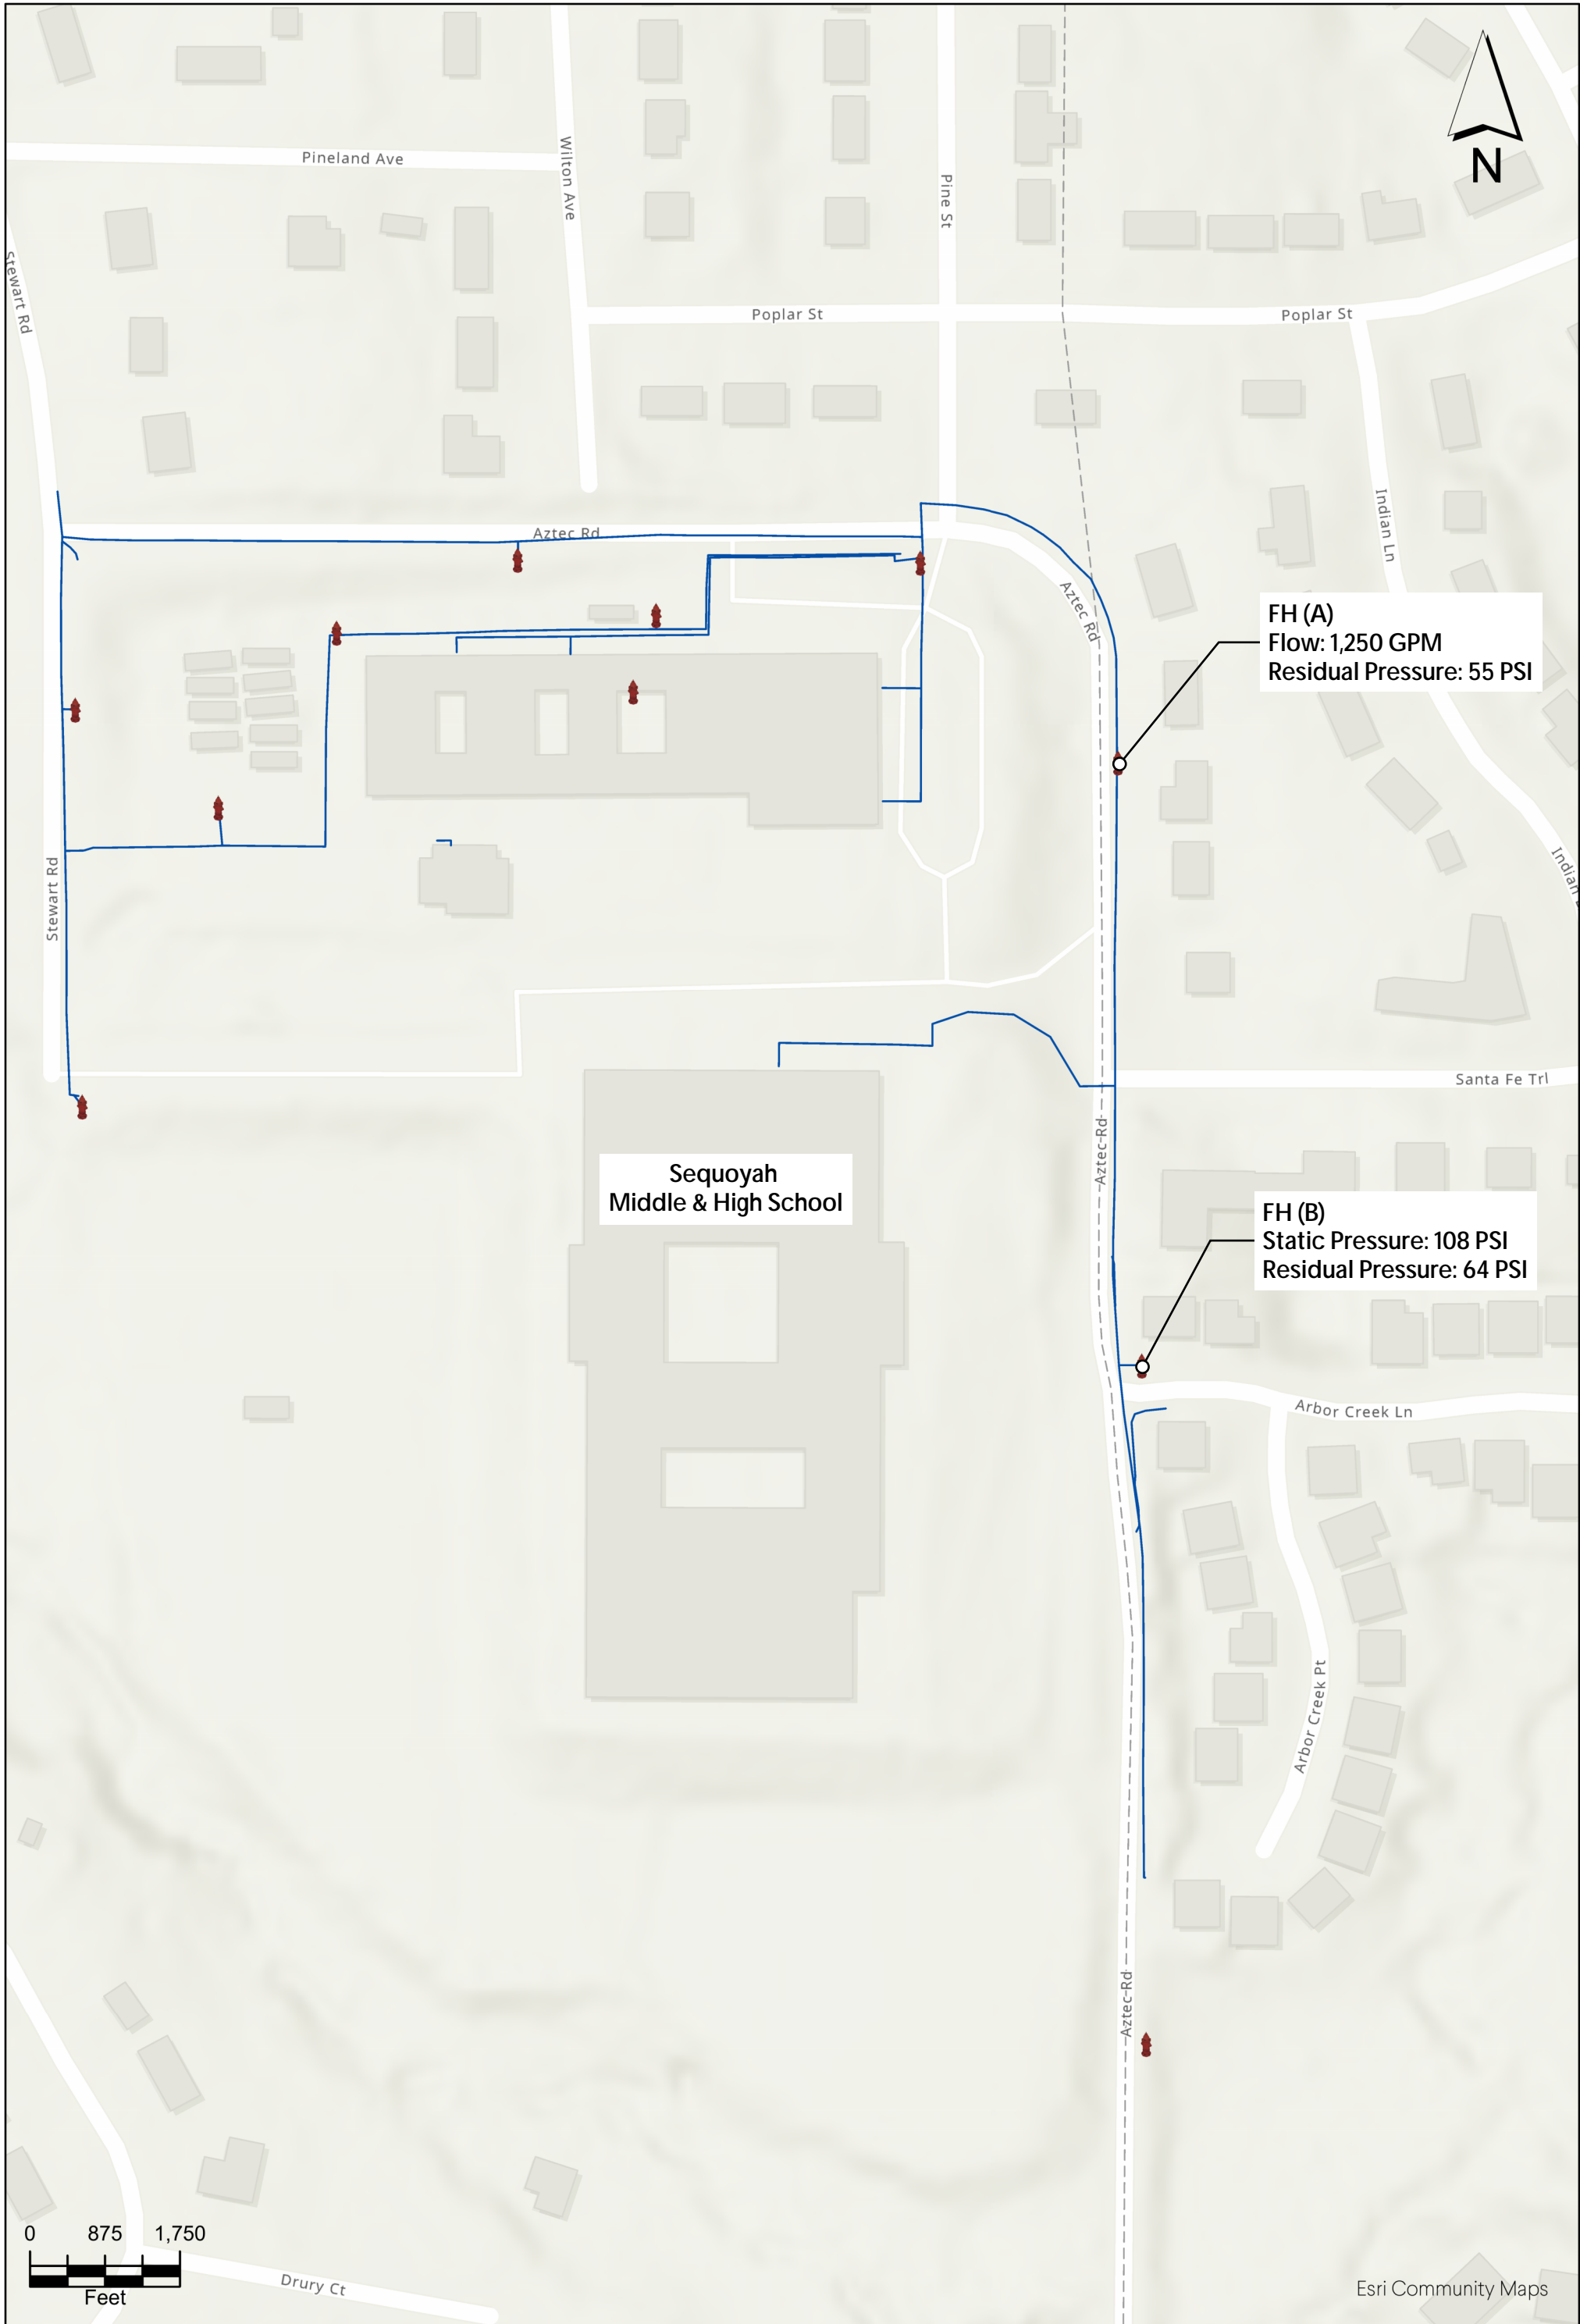 N
Pineland Ave
Wilton Ave
Pine St
Stewart Rd
Poplar St
Poplar St
Indian Ln
Aztec Rd
Aztec Rd
FH (A)
Flow: 1,250 GPM
Residual Pressure: 55 PSI
Stewart Rd
Indian
Santa Fe Trl
Aztec Rd
Sequoyah
Middle & High School
FH (B)
Static Pressure: 108 PSI
Residual Pressure: 64 PSI
Arbor Creek Ln
Arbor Creek Pt
Aztec Rd
0 875 1,750
Feet
Drury Ct
Esri Community Maps